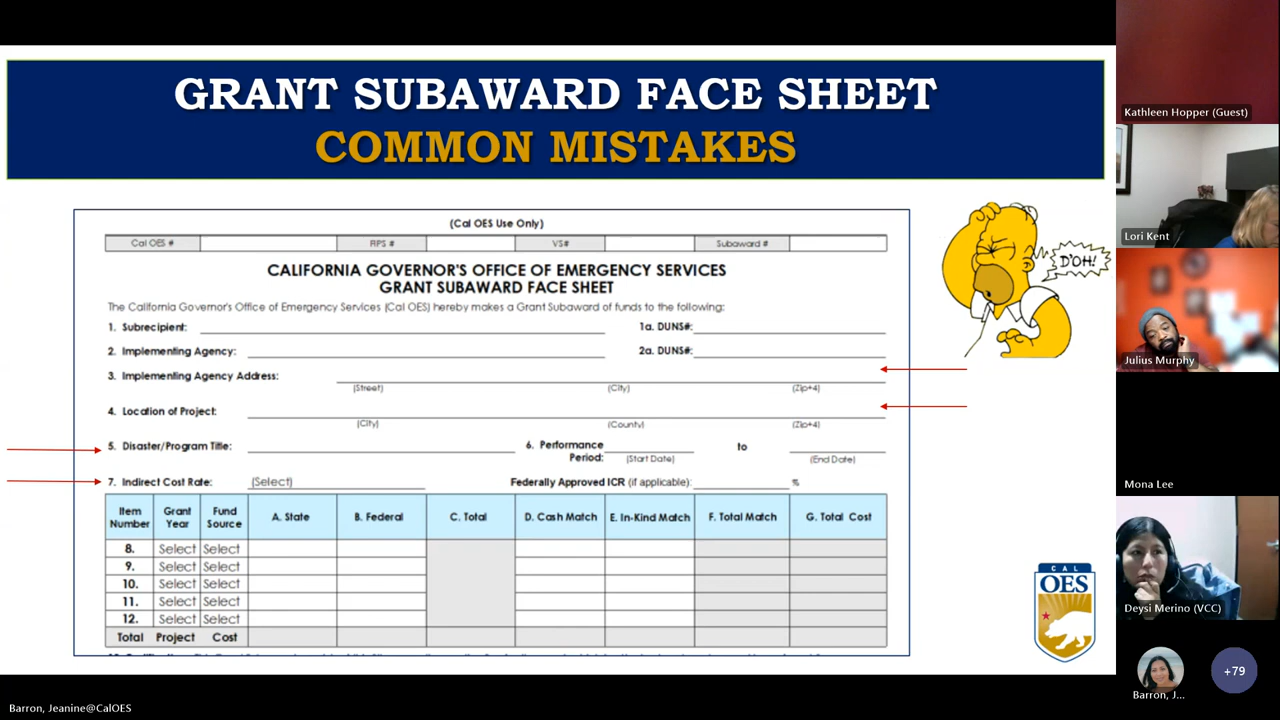 GRANT SUBAWARD FACE SHEET
COMMON MISTAKES
(Cal OES Use Only)
Cal OES # FIPS # VS# Subaward #
CALIFORNIA GOVERNOR'S OFFICE OF EMERGENCY SERVICES
GRANT SUBAWARD FACE SHEET
The California Governor's Office of Emergency Services (Cal OES) hereby makes a Grant Subaward of funds to the following:
1. Subrecipient: 1a. DUNS#:
2. Implementing Agency: 2a. DUNS#:
3. Implementing Agency Address:
(Street) (City) (Zip+4)
4. Location of Project:
(City) (County) (Zip+4)
5. Disaster/Program Title: 6. Performance Period: to
(Start Date) (End Date)
7. Indirect Cost Rate: (Select) Federally Approved ICR (if applicable): %
Item Number Grant Year Fund Source A. State B. Federal C. Total D. Cash Match E. In-Kind Match F. Total Match G. Total Cost
8. Select Select
9. Select Select
10. Select Select
11. Select Select
12. Select Select
Total Project Cost
D'OH!
CAL
OES
Kathleen Hopper (Guest)
Lori Kent
Julius Murphy
Mona Lee
Deysi Merino (VCC)
Barron, J...
+79
Barron, Jeanine@CalOES